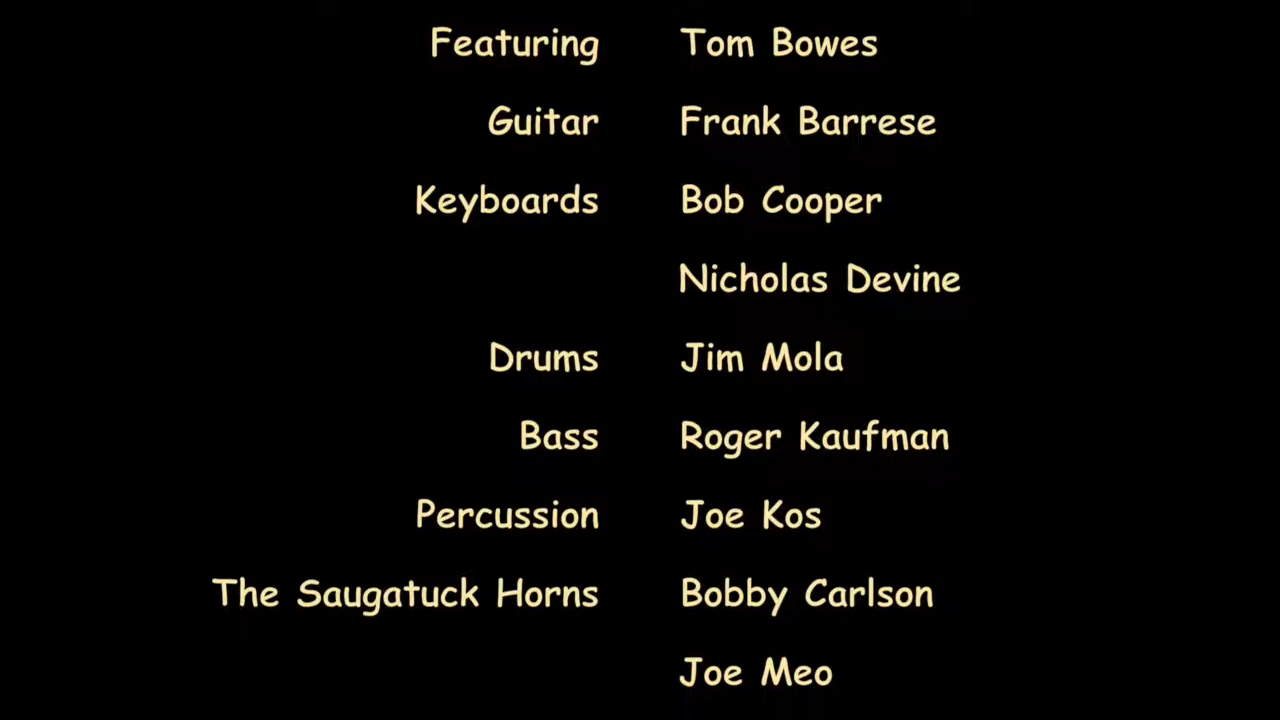 Featuring Tom Bowes
Guitar Frank Barrese
Keyboards Bob Cooper
Nicholas Devine
Drums Jim Mola
Bass Roger Kaufman
Percussion Joe Kos
The Saugatuck Horns Bobby Carlson
Joe Meo